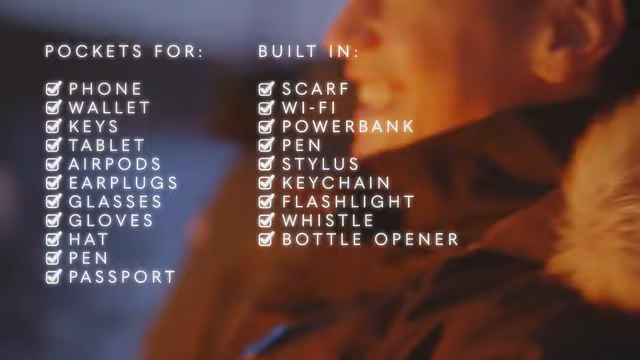 POCKETS FOR:
PHONE
WALLET
KEYS
TABLET
AIRPODS
EARPLUGS
GLASSES
GLOVES
HAT
PEN
PASSPORT
BUILT IN:
SCARF
WI-FI
POWERBANK
PEN
STYLUS
KEYCHAIN
FLASHLIGHT
WHISTLE
BOTTLE OPENER